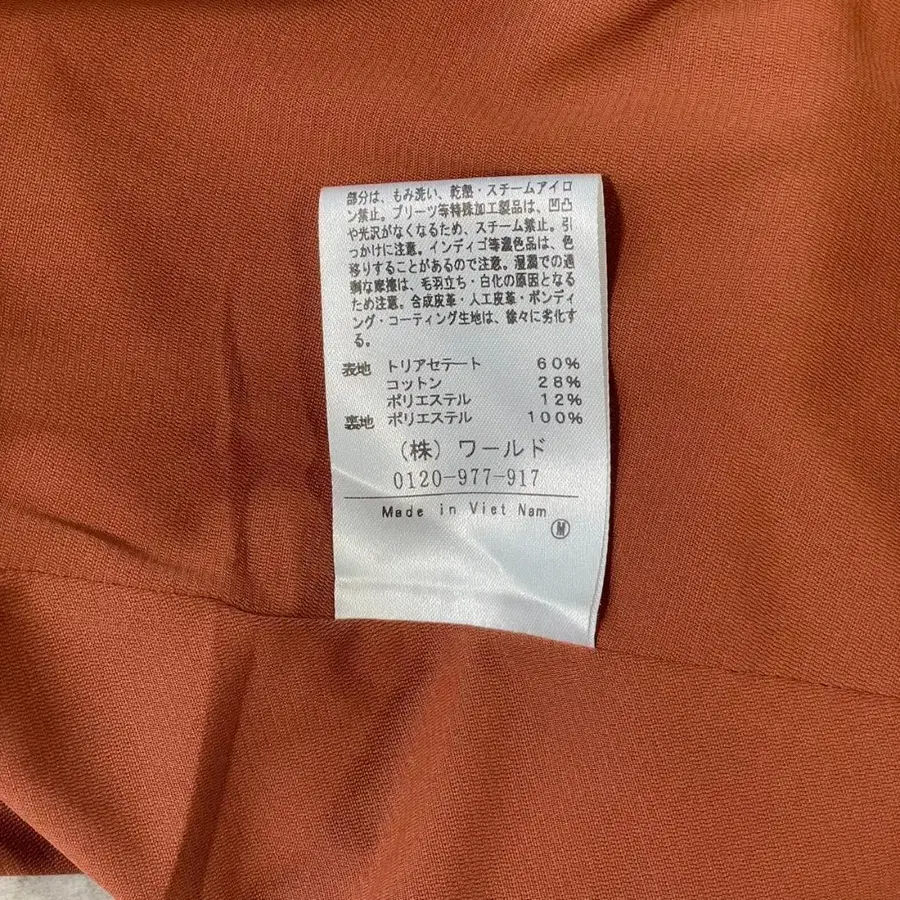 部分は、もみ洗い、乾熱・スチームアイロ
ン禁止。プリーツ等特殊加工製品は、凹凸
や光沢がなくなるため、スチーム禁止。引
っかけに注意。インディゴ等濃色品は、色
移りすることがあるので注意。湿潤での過
剰な摩擦は、毛羽立ち・白化の原因となる
ため注意。合成皮革・人工皮革・ボンディ
ング・コーティング生地は、徐々に劣化す
る。
表地 トリアセテート 60%
コットン 28%
ポリエステル 12%
裏地 ポリエステル 100%
(株)ワールド
0120-977-917
Made in Viet Nam
Ⓜ